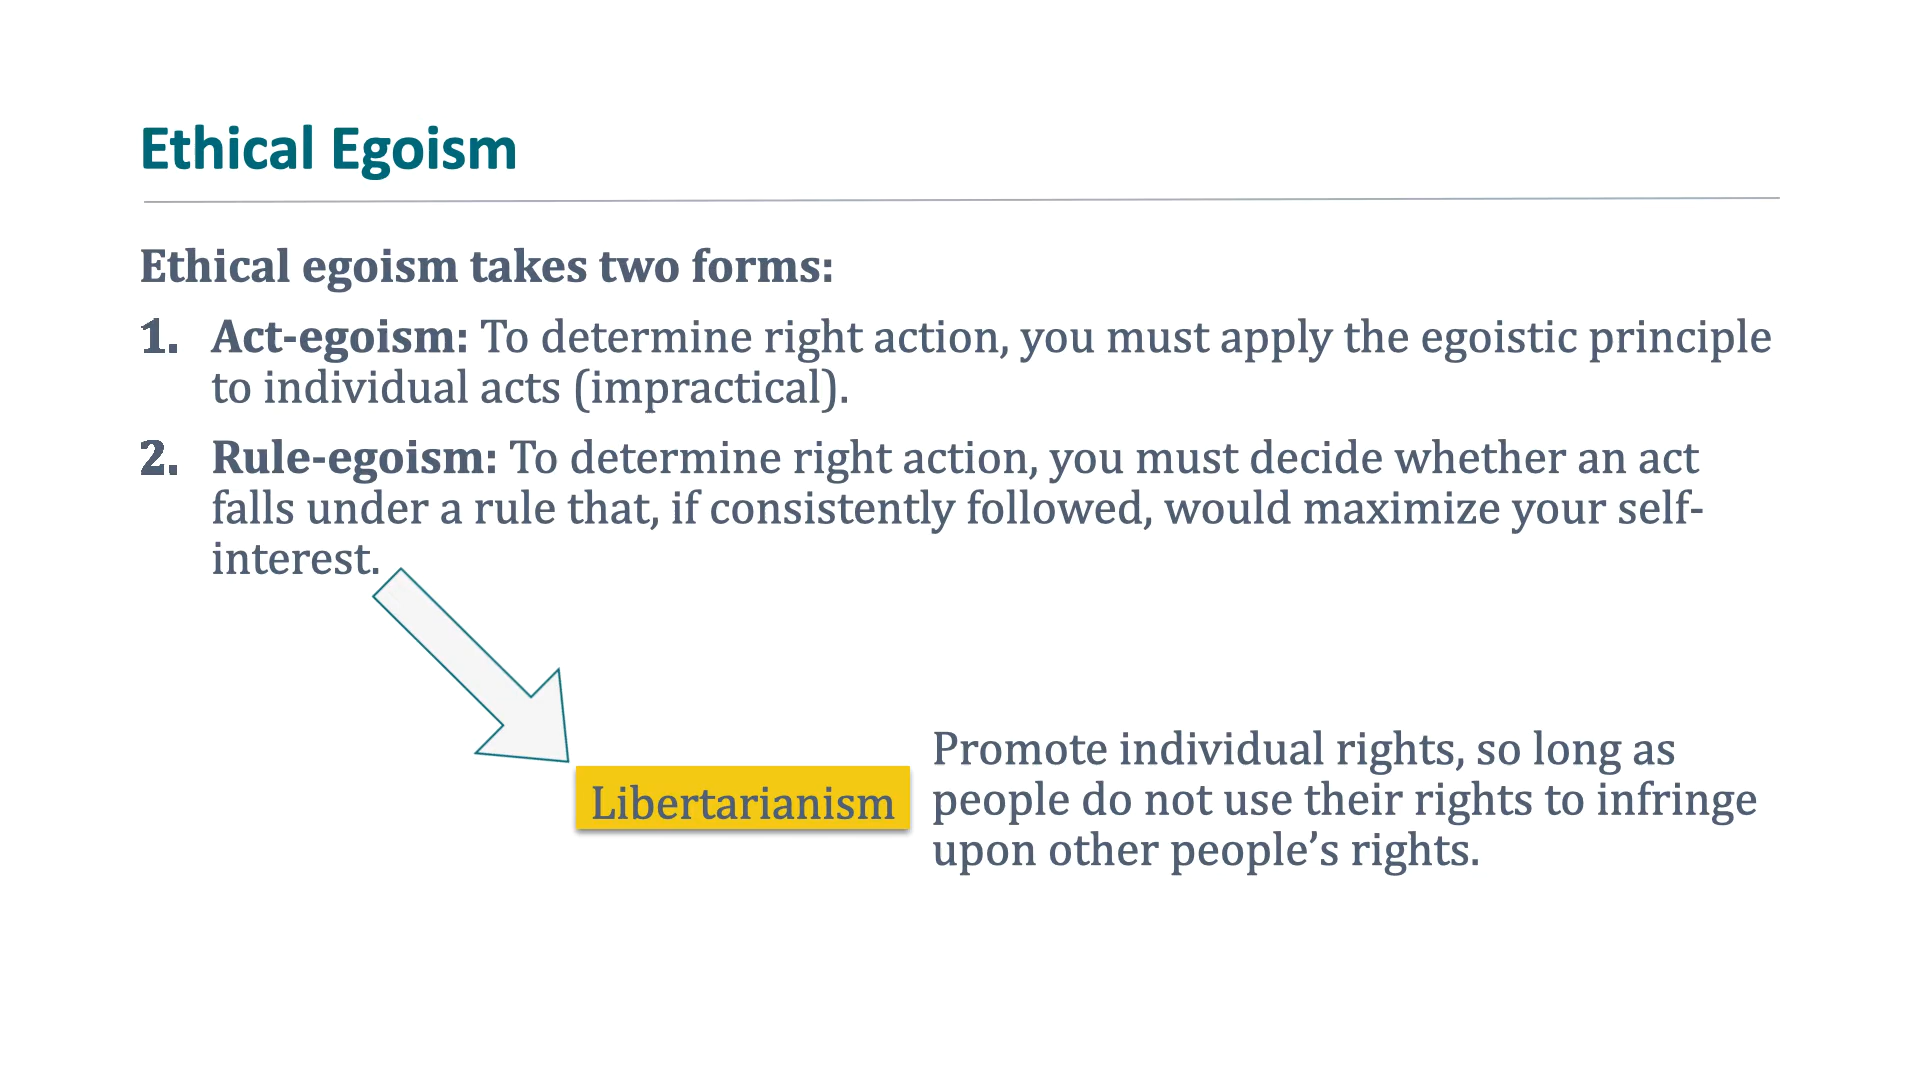 Ethical Egoism
Ethical egoism takes two forms:
1. Act-egoism: To determine right action, you must apply the egoistic principle
to individual acts (impractical).
2. Rule-egoism: To determine right action, you must decide whether an act
falls under a rule that, if consistently followed, would maximize your self-
interest.
Libertarianism
Promote individual rights, so long as
people do not use their rights to infringe
upon other people’s rights.